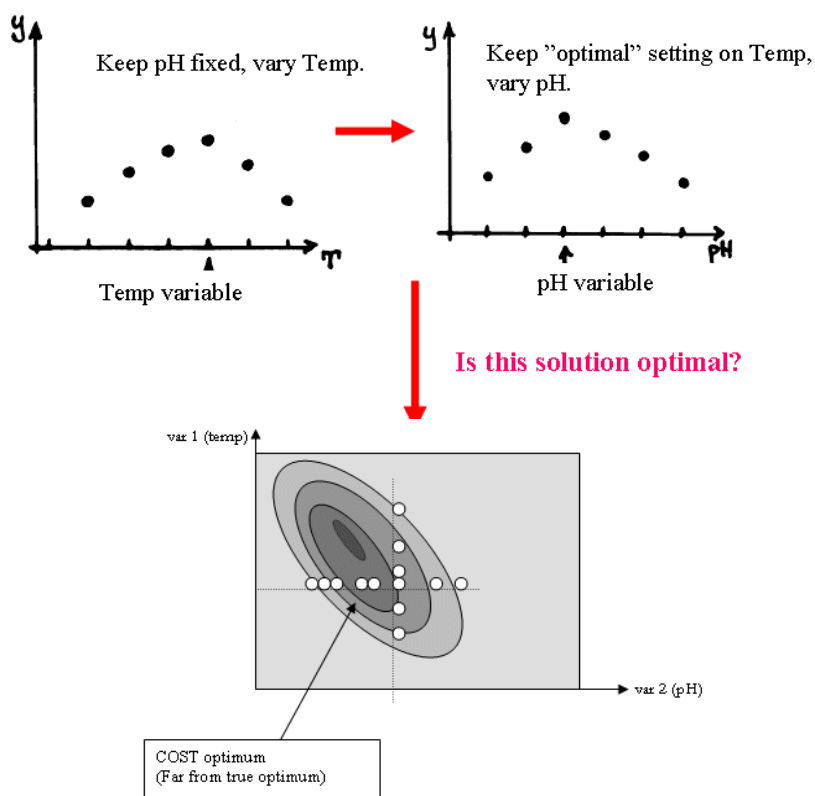 y
Keep pH fixed, vary Temp.
T
Temp variable
y
Keep ”optimal” setting on Temp,
vary pH.
pH
pH variable
Is this solution optimal?
var 1 (temp)
var 2 (pH)
COST optimum
(Far from true optimum)